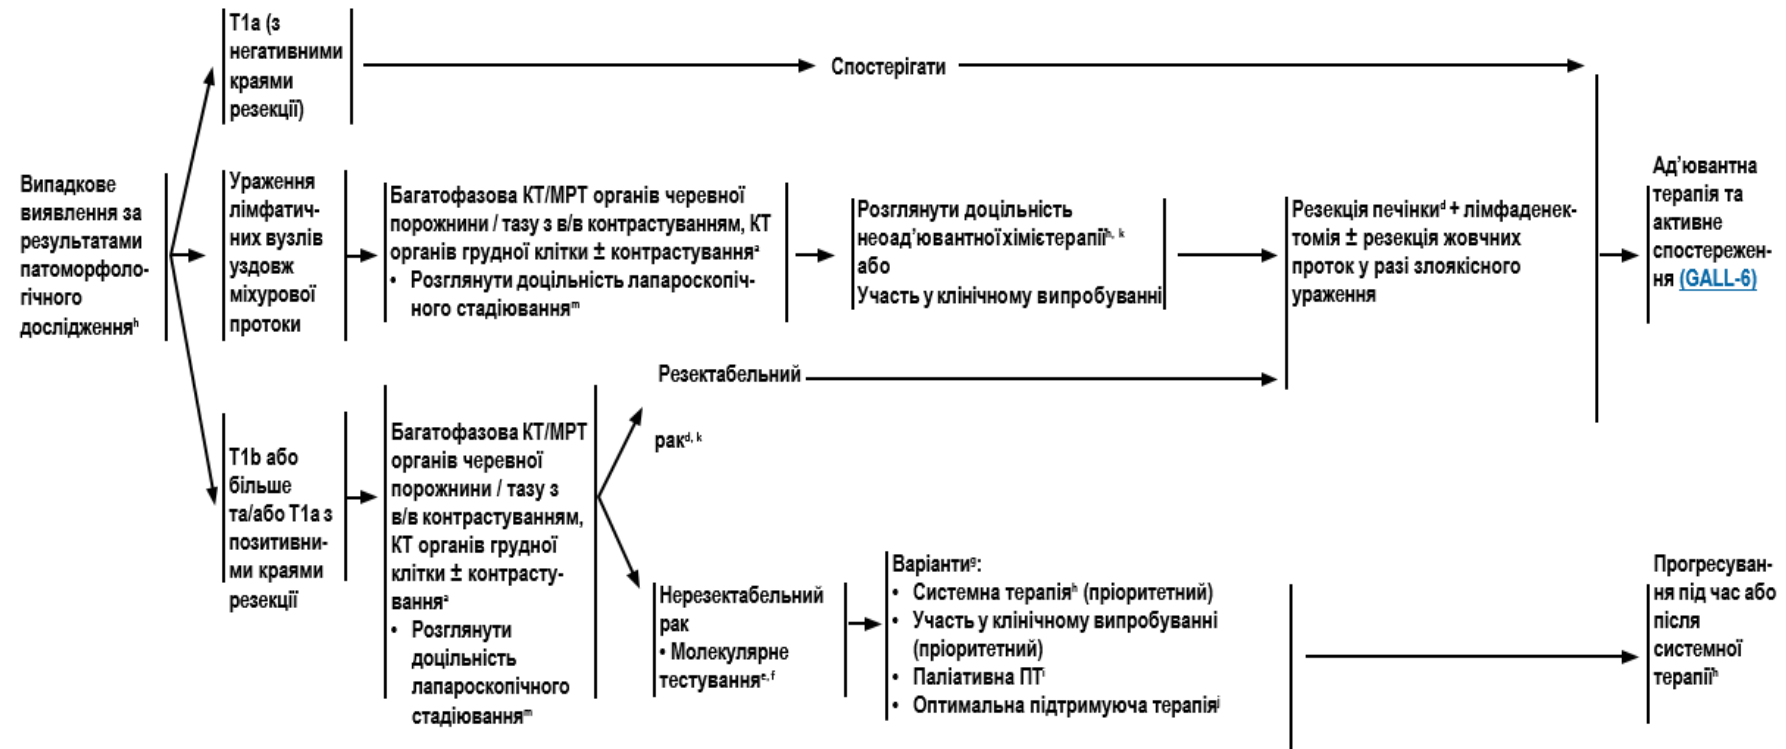 T1a (з
негативними
краями
резекції)
Спостерігати
Випадкове
виявлення за
результатами
патоморфоло-
гічного
дослідженняʰ
Ураження
лімфатич-
них вузлів
уздовж
міхурової
протоки
Багатофазова КТ/МРТ органів черевної
порожнини / тазу з в/в контрастуванням, КТ
органів грудної клітки ± контрастуванняᵃ
• Розглянути доцільність лапароскопіч-
ного стадіюванняᵐ
Розглянути доцільність
неоад’ювантної хімієтерапіїʰ, ᵏ
або
Участь у клінічному випробуванні
Резекція печінкиᵈ + лімфаденек-
томія ± резекція жовчних
проток у разі злоякісного
ураження
Ад’ювантна
терапія та
активне
спостережен-
ня (GALL-6)
T1b або
більше
та/або T1a з
позитивни-
ми краями
резекції
Багатофазова КТ/МРТ
органів черевної
порожнини / тазу з
в/в контрастуванням,
КТ органів грудної
клітки ± контрасту-
ванняᵃ
• Розглянути
доцільність
лапароскопічного
стадіюванняᵐ
Резектабельний
ракᵈ, ᵏ
Нерезектабельний
рак
• Молекулярне
тестуванняᵉ, ᶠ
Варіантиᵍ:
• Системна терапіяʰ (пріоритетний)
• Участь у клінічному випробуванні
(пріоритетний)
• Паліативна ПТⁱ
• Оптимальна підтримуюча терапіяʲ
Прогресуван-
ня під час або
після
системної
терапіїʰ